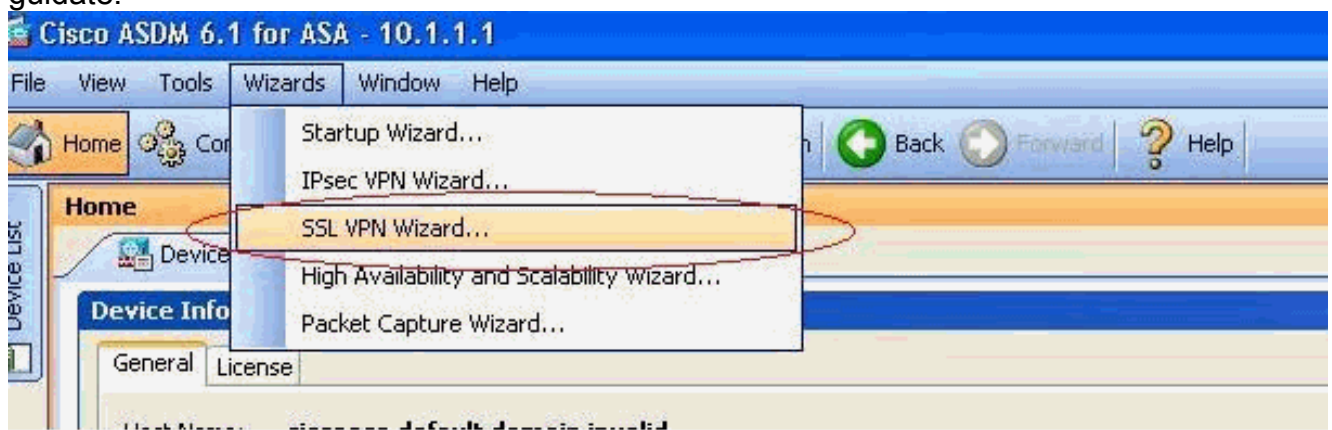 guidate.
Cisco ASDM 6.1 for ASA - 10.1.1.1
File View Tools Wizards Window Help
Home Startup Wizard... Back Forward Help
IPsec VPN Wizard...
Home
SSL VPN Wizard...
Device List
Device
High Availability and Scalability Wizard...
Device Info
Packet Capture Wizard...
General License